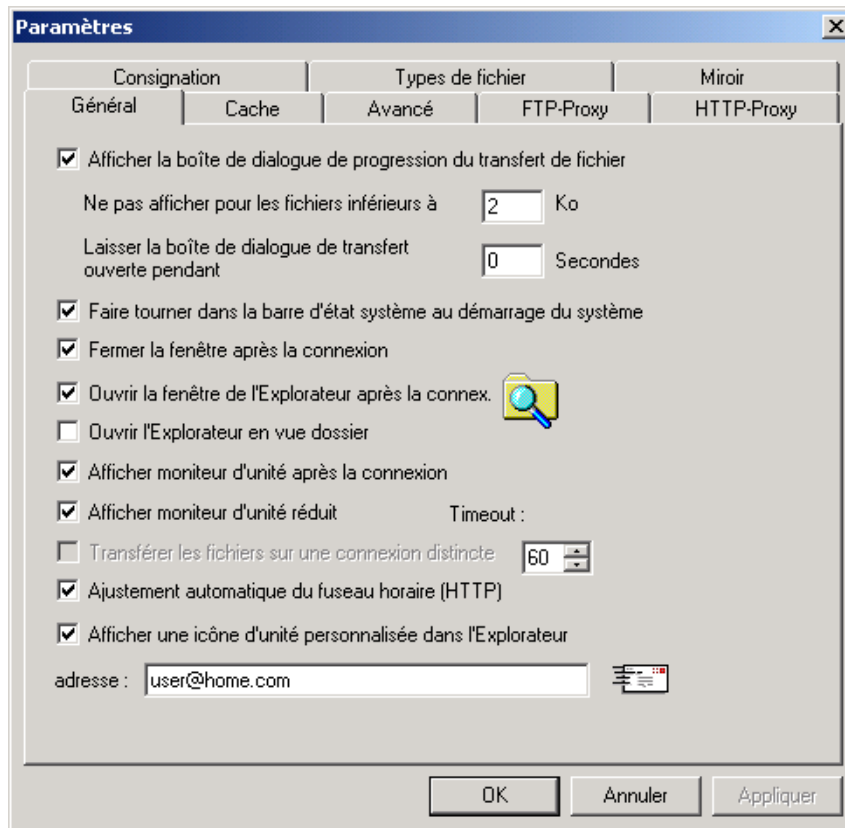 Paramètres
Consignation Types de fichier Miroir
Général Cache Avancé FTP-Proxy HTTP-Proxy
Afficher la boîte de dialogue de progression du transfert de fichier
Ne pas afficher pour les fichiers inférieurs à 2 Ko
Laisser la boîte de dialogue de transfert
ouverte pendant 0 Secondes
Faire tourner dans la barre d'état système au démarrage du système
Fermer la fenêtre après la connexion
Ouvrir la fenêtre de l'Explorateur après la connex.
Ouvrir l'Explorateur en vue dossier
Afficher moniteur d'unité après la connexion
Afficher moniteur d'unité réduit Timeout :
Transférer les fichiers sur une connexion distincte 60
Ajustement automatique du fuseau horaire (HTTP)
Afficher une icône d'unité personnalisée dans l'Explorateur
adresse : user@home.com
OK Annuler Appliquer